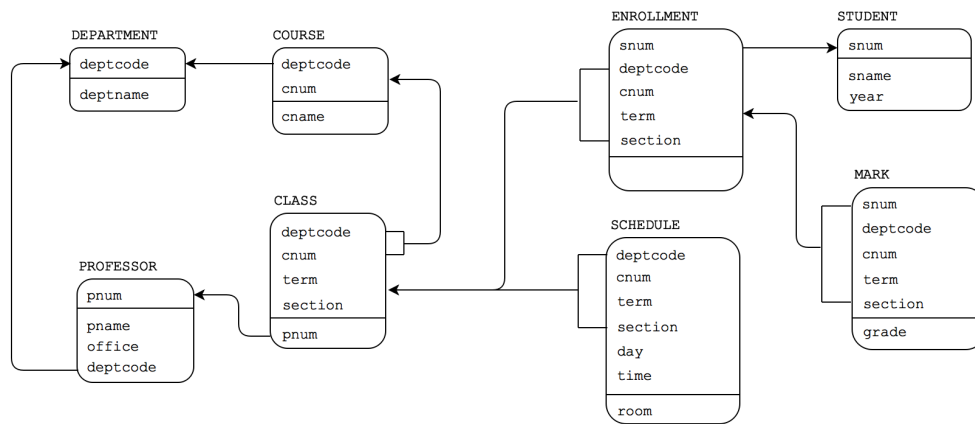 DEPARTMENT
deptcode
deptname
COURSE
deptcode
cnum
cname
ENROLLMENT
snum
deptcode
cnum
term
section
STUDENT
snum
sname
year
CLASS
deptcode
cnum
term
section
pnum
PROFESSOR
pnum
pname
office
deptcode
SCHEDULE
deptcode
cnum
term
section
day
time
room
MARK
snum
deptcode
cnum
term
section
grade